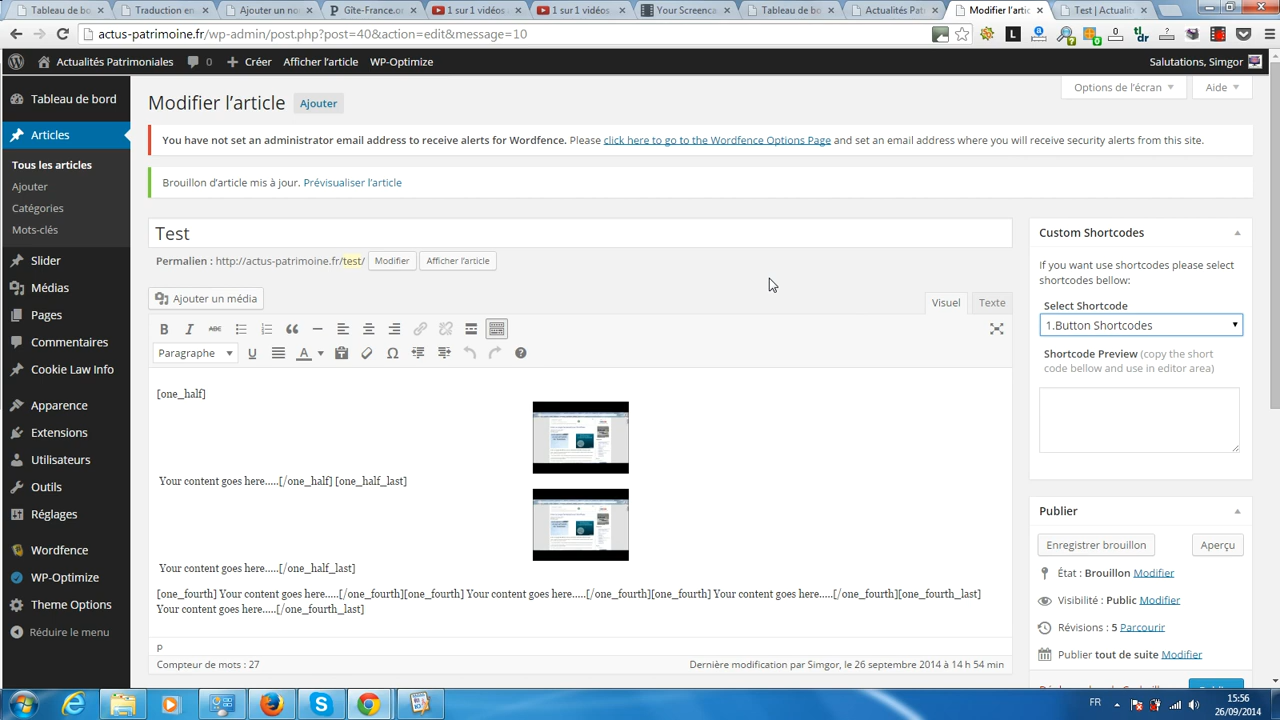 Tableau de bo
Traduction en
Ajouter un no
Gîte-France.o
1 sur 1 vidéos
1 sur 1 vidéos
Your Screenca
Tableau de bo
Actualités Pat
Modifier l'artic
Test | Actualit
actus-patrimoine.fr/wp-admin/post.php?post=40&action=edit&message=10
Actualités Patrimoniales
0
Créer
Afficher l'article
WP-Optimize
Salutations, Simgor
Tableau de bord
Articles
Tous les articles
Ajouter
Catégories
Mots-clés
Slider
Médias
Pages
Commentaires
Cookie Law Info
Apparence
Extensions
Utilisateurs
Outils
Réglages
Wordfence
WP-Optimize
Theme Options
Réduire le menu
Options de l'écran
Aide
Modifier l'article
Ajouter
You have not set an administrator email address to receive alerts for Wordfence. Please click here to go to the Wordfence Options Page and set an email address where you will receive security alerts from this site.
Brouillon d'article mis à jour. Prévisualiser l'article
Test
Permalien : http://actus-patrimoine.fr/test/
Modifier
Afficher l'article
Ajouter un média
Visuel
Texte
B I ABC
Paragraphe
U A
[one_half]
Your content goes here.....[/one_half] [one_half_last]
Your content goes here.....[/one_half_last]
[one_fourth] Your content goes here.....[/one_fourth][one_fourth] Your content goes here.....[/one_fourth][one_fourth] Your content goes here.....[/one_fourth][one_fourth_last]
Your content goes here.....[/one_fourth_last]
P
Compteur de mots : 27
Dernière modification par Simgor, le 26 septembre 2014 à 14 h 54 min
Custom Shortcodes
If you want use shortcodes please select
shortcodes bellow:
Select Shortcode
1.Button Shortcodes
Shortcode Preview (copy the short
code bellow and use in editor area)
Publier
Enregistrer brouillon
Aperçu
État : Brouillon Modifier
Visibilité : Public Modifier
Révisions : 5 Parcourir
Publier tout de suite Modifier
FR
15:56
26/09/2014